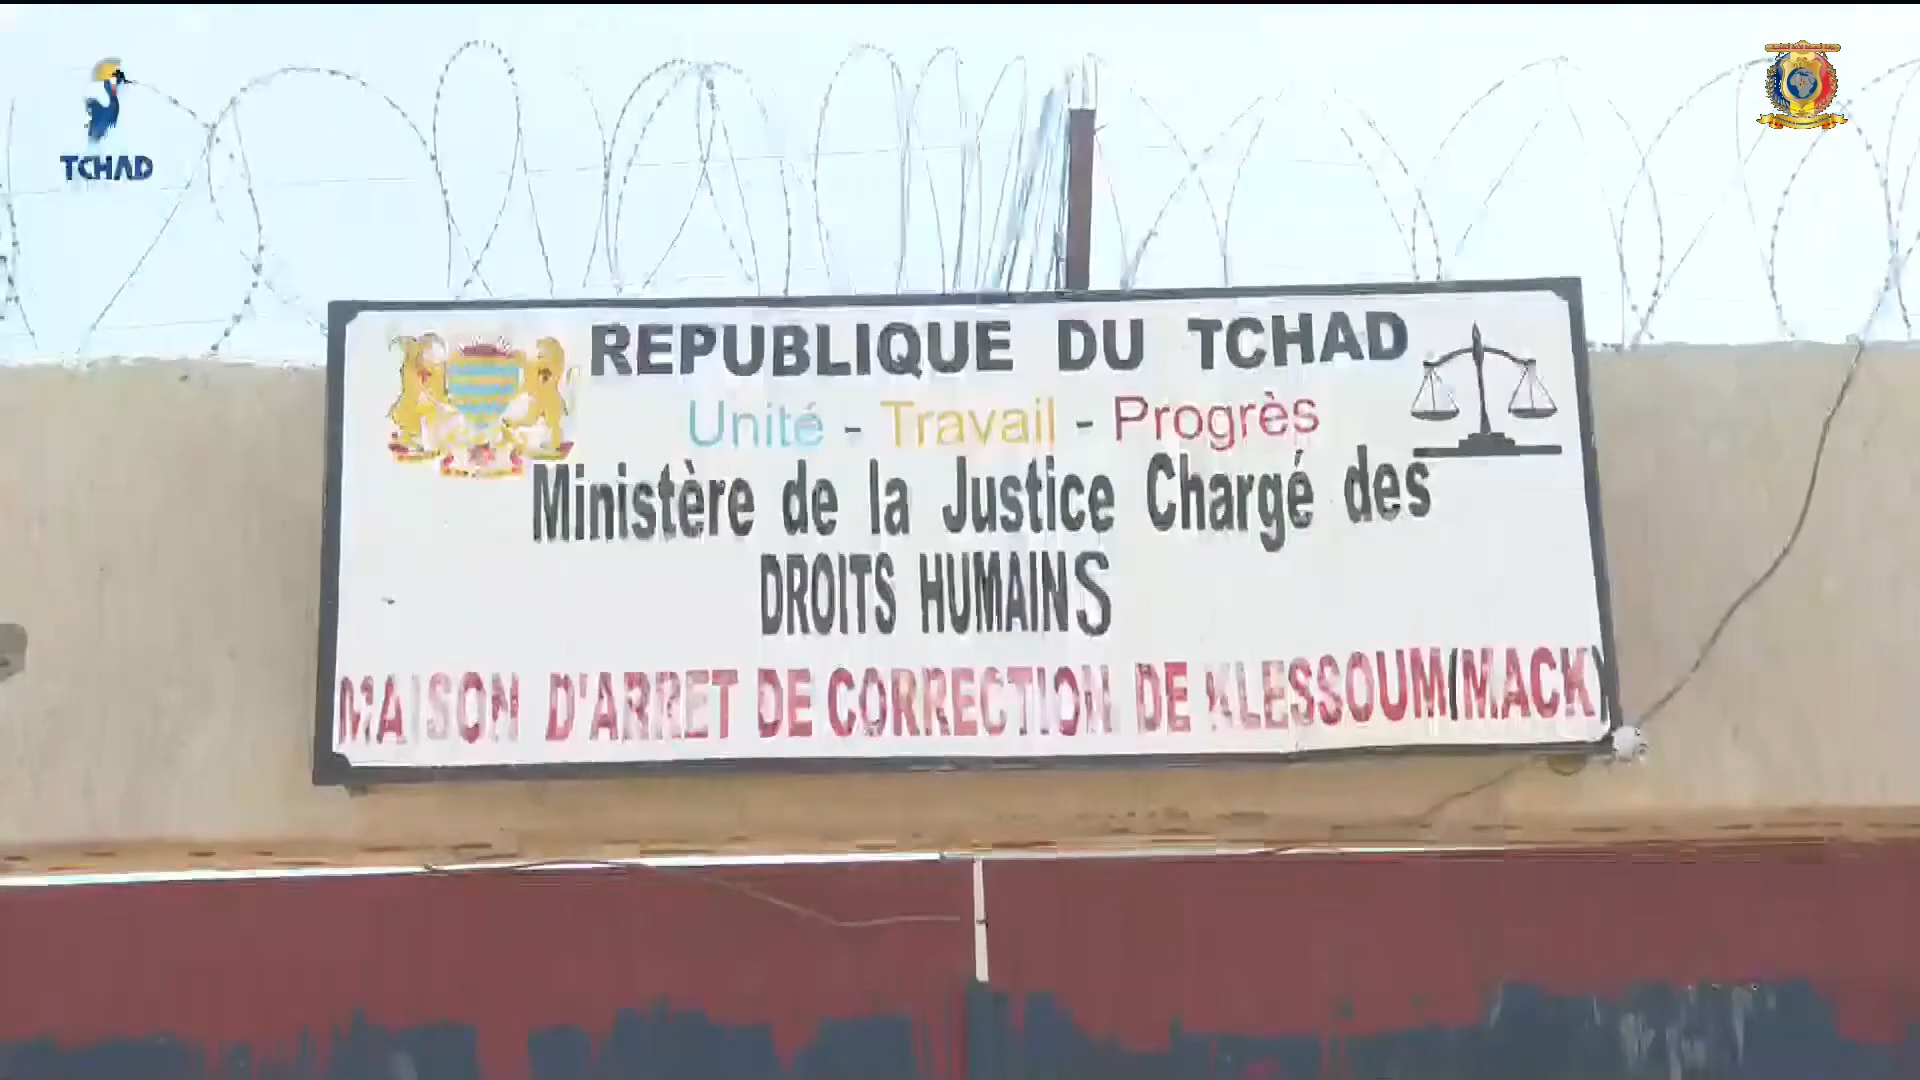 TCHAD
REPUBLIQUE DU TCHAD
Unité - Travail - Progrès
Ministère de la Justice Chargé des
DROITS HUMAINS
MAISON D'ARRET DE CORRECTION DE KLESSOUM(MACK)